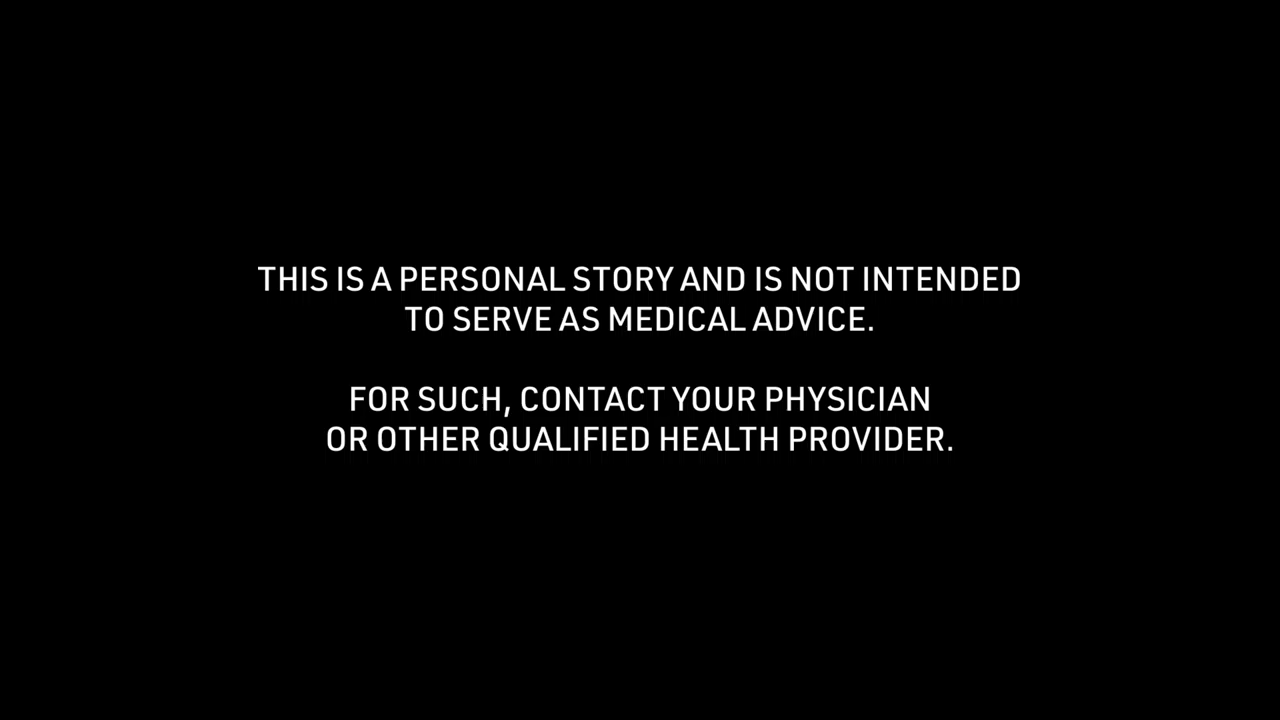 THIS IS A PERSONAL STORY AND IS NOT INTENDED
TO SERVE AS MEDICAL ADVICE.
FOR SUCH, CONTACT YOUR PHYSICIAN
OR OTHER QUALIFIED HEALTH PROVIDER.